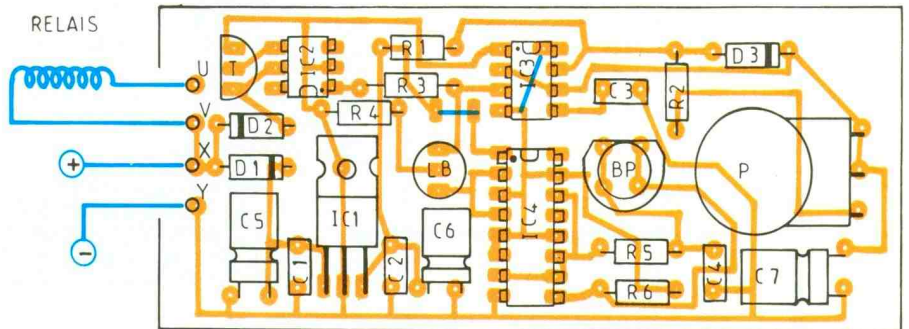 RELAIS
U
V
X
Y
+
-
T
IC2
R1
R3
R4
D2
D1
C5
C1
IC1
C2
LB
C6
IC3
IC4
C3
BP
R2
D3
P
R5
R6
C4
C7